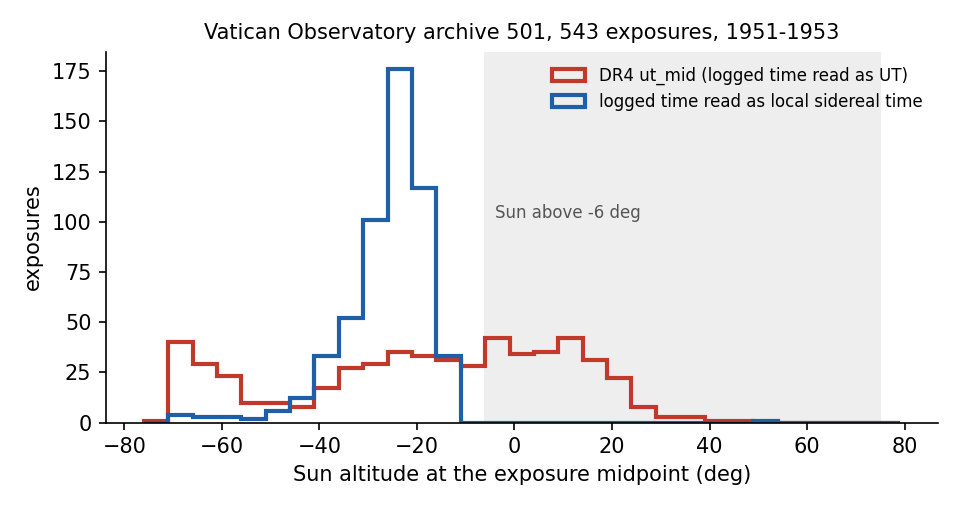 Vatican Observatory archive 501, 543 exposures, 1951-1953
DR4 ut_mid (logged time read as UT)
logged time read as local sidereal time
Sun above -6 deg
exposures
175
150
125
100
75
50
25
0
−80
−60
−40
−20
0
20
40
60
80
Sun altitude at the exposure midpoint (deg)